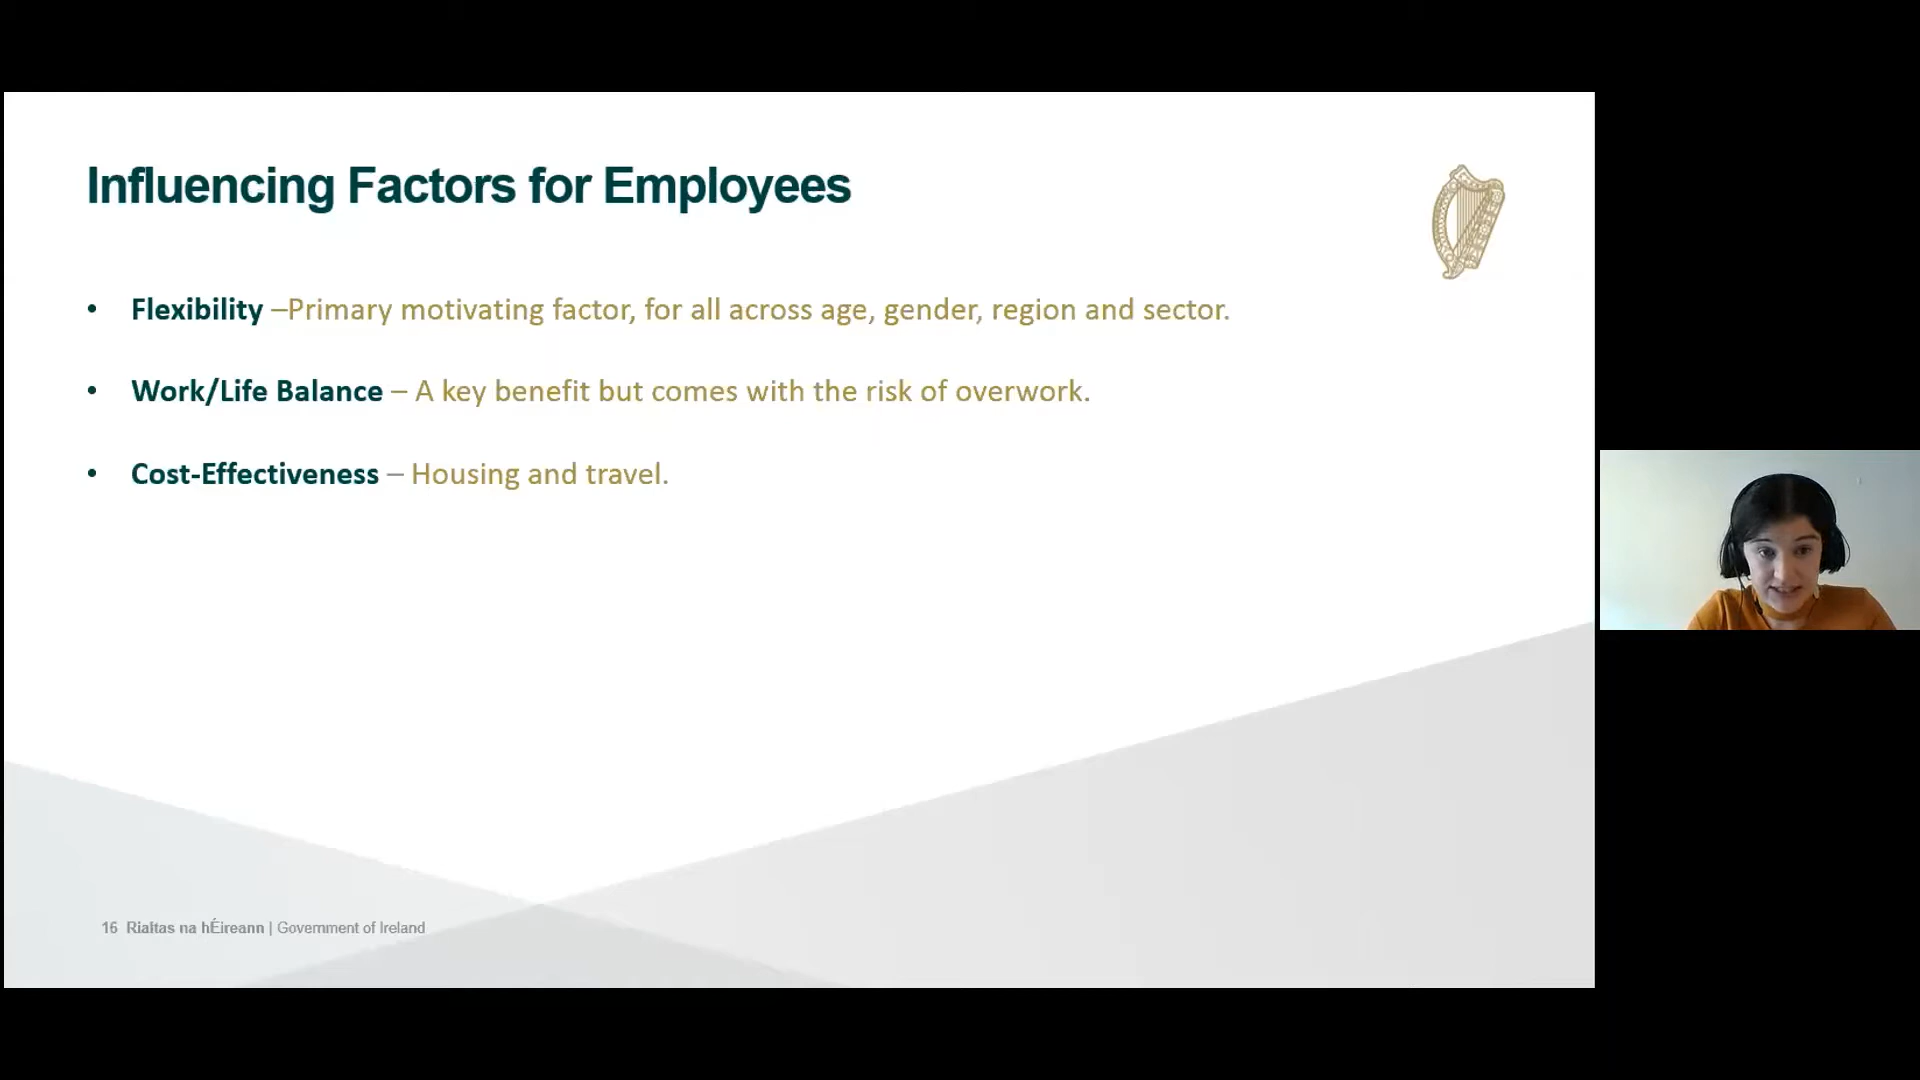 Influencing Factors for Employees
• Flexibility –Primary motivating factor, for all across age, gender, region and sector.
• Work/Life Balance – A key benefit but comes with the risk of overwork.
• Cost-Effectiveness – Housing and travel.
16 Rialtas na hÉireann | Government of Ireland